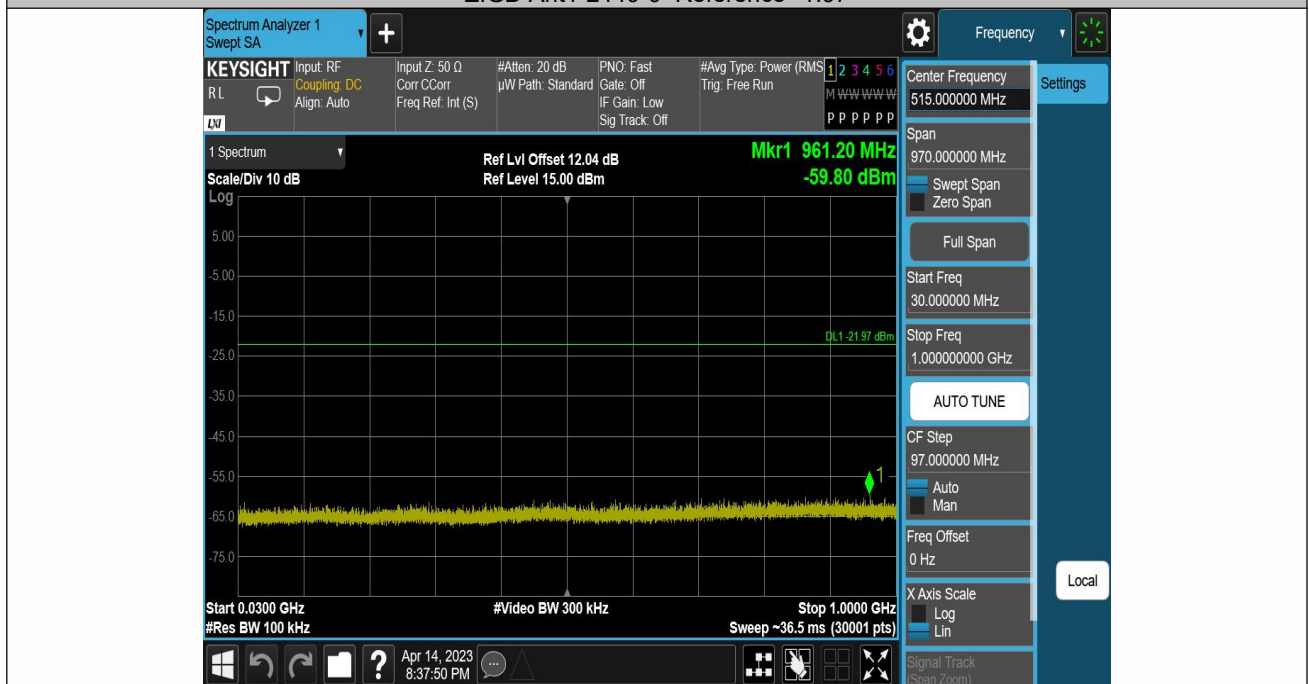 Spectrum Analyzer 1
Swept SA
Frequency
KEYSIGHT
RL
LXI
Input: RF
Coupling: DC
Align: Auto
Input Z: 50 Ω
Corr CCorr
Freq Ref: Int (S)
#Atten: 20 dB
µW Path: Standard
PNO: Fast
Gate: Off
IF Gain: Low
Sig Track: Off
#Avg Type: Power (RMS
Trig: Free Run
1 2 3 4 5 6
M W W W W W
P P P P P P
1 Spectrum
Scale/Div 10 dB
Log
Ref Lvl Offset 12.04 dB
Ref Level 15.00 dBm
Mkr1 961.20 MHz
-59.80 dBm
5.00
-5.00
-15.0
DL1 -21.97 dBm
-25.0
-35.0
-45.0
-55.0
1
-65.0
-75.0
Start 0.0300 GHz
#Res BW 100 kHz
#Video BW 300 kHz
Stop 1.0000 GHz
Sweep ~36.5 ms (30001 pts)
Apr 14, 2023
8:37:50 PM
Center Frequency
515.000000 MHz
Settings
Span
970.000000 MHz
Swept Span
Zero Span
Full Span
Start Freq
30.000000 MHz
Stop Freq
1.000000000 GHz
AUTO TUNE
CF Step
97.000000 MHz
Auto
Man
Freq Offset
0 Hz
Local
X Axis Scale
Log
Lin
Signal Track
(Span Zoom)